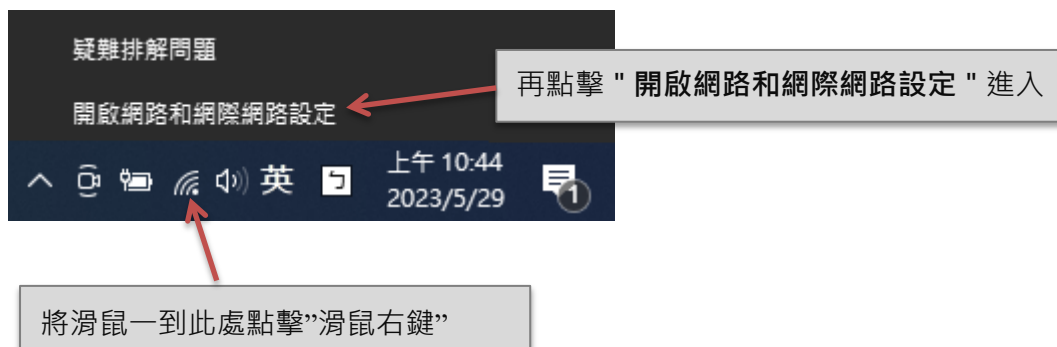 疑難排解問題
再點擊 " 開啟網路和網際網路設定 " 進入
開啟網路和網際網路設定
英 ㄅ 上午 10:44
2023/5/29
1
將滑鼠一到此處點擊”滑鼠右鍵”